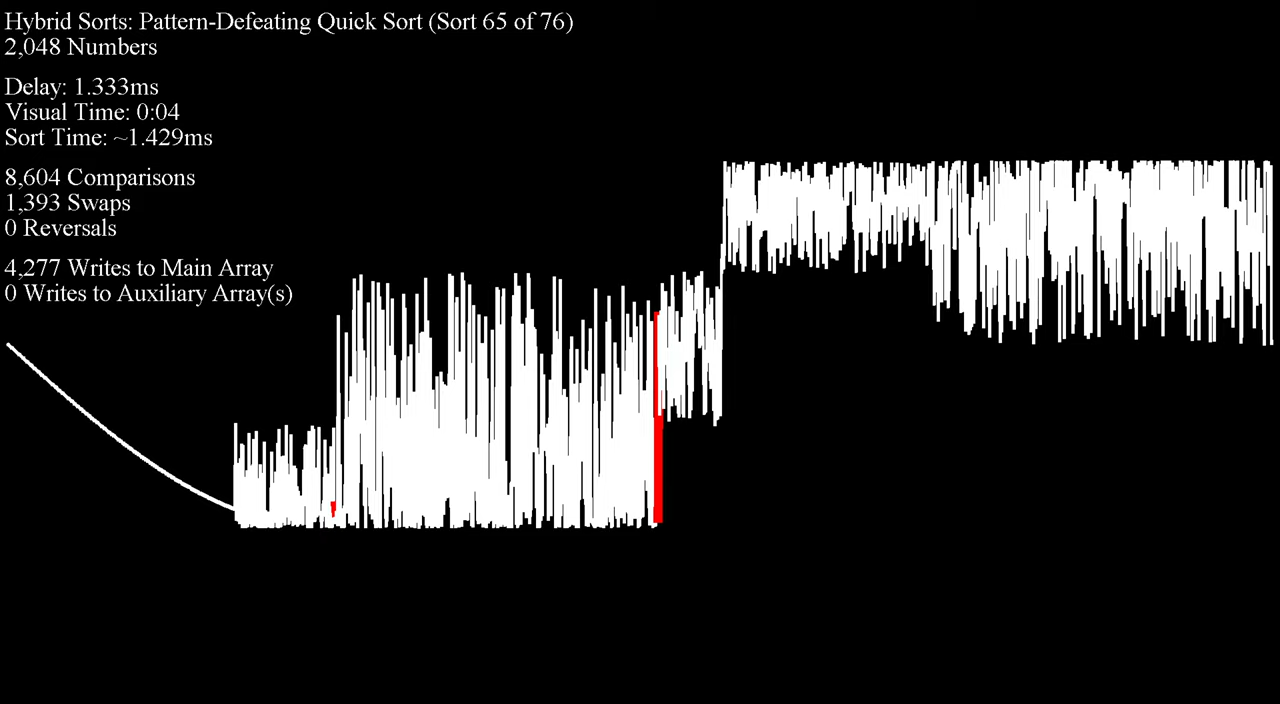 Hybrid Sorts: Pattern-Defeating Quick Sort (Sort 65 of 76)
2,048 Numbers
Delay: 1.333ms
Visual Time: 0:04
Sort Time: ~1.429ms
8,604 Comparisons
1,393 Swaps
0 Reversals
4,277 Writes to Main Array
0 Writes to Auxiliary Array(s)